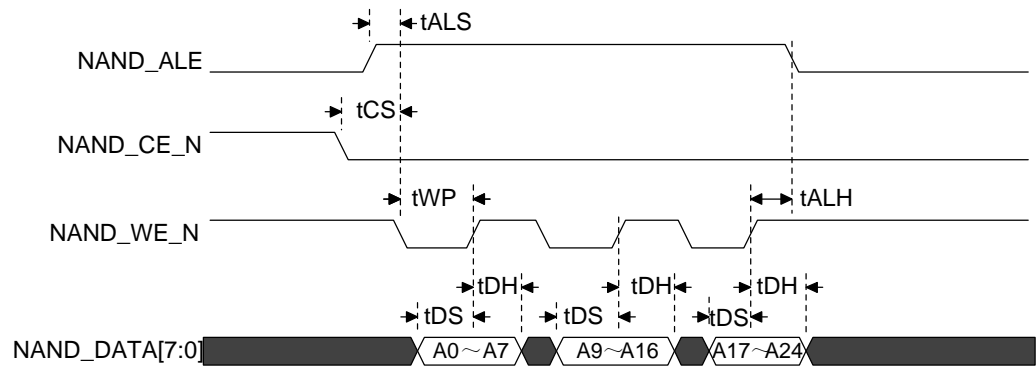 tALS
NAND_ALE
tCS
NAND_CE_N
tWP
tALH
NAND_WE_N
tDH
tDH
tDH
tDS
tDS
tDS
NAND_DATA[7:0]
A0～A7
A9～A16
A17～A24